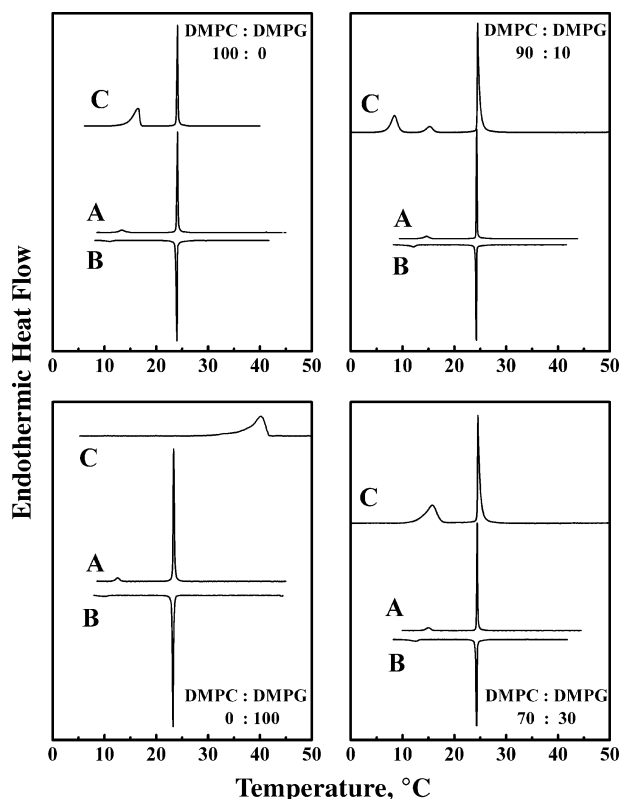 DMPC : DMPG
100 : 0
C
A
B
0 10 20 30 40 50
DMPC : DMPG
90 : 10
C
A
B
0 10 20 30 40 50
Endothermic Heat Flow
C
A
B
DMPC : DMPG
0 : 100
0 10 20 30 40 50
C
A
B
DMPC : DMPG
70 : 30
0 10 20 30 40 50
Temperature, °C